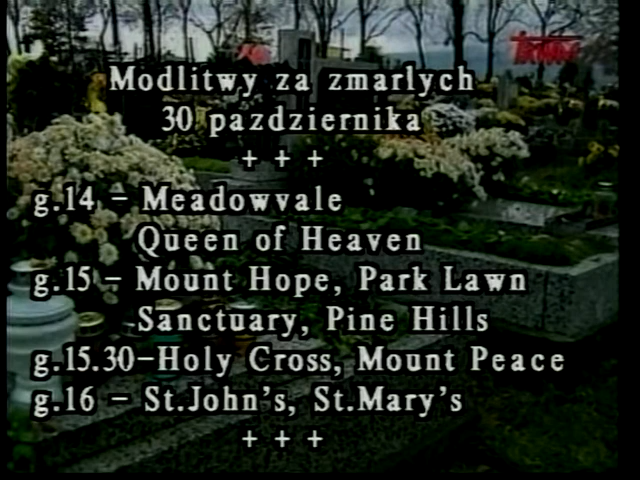 Modlitwy za zmarlych
30 pazdziernika
+ + +
g.14 - Meadowvale
Queen of Heaven
g.15 - Mount Hope, Park Lawn
Sanctuary, Pine Hills
g.15.30-Holy Cross, Mount Peace
g.16 - St.John's, St.Mary's
+ + +